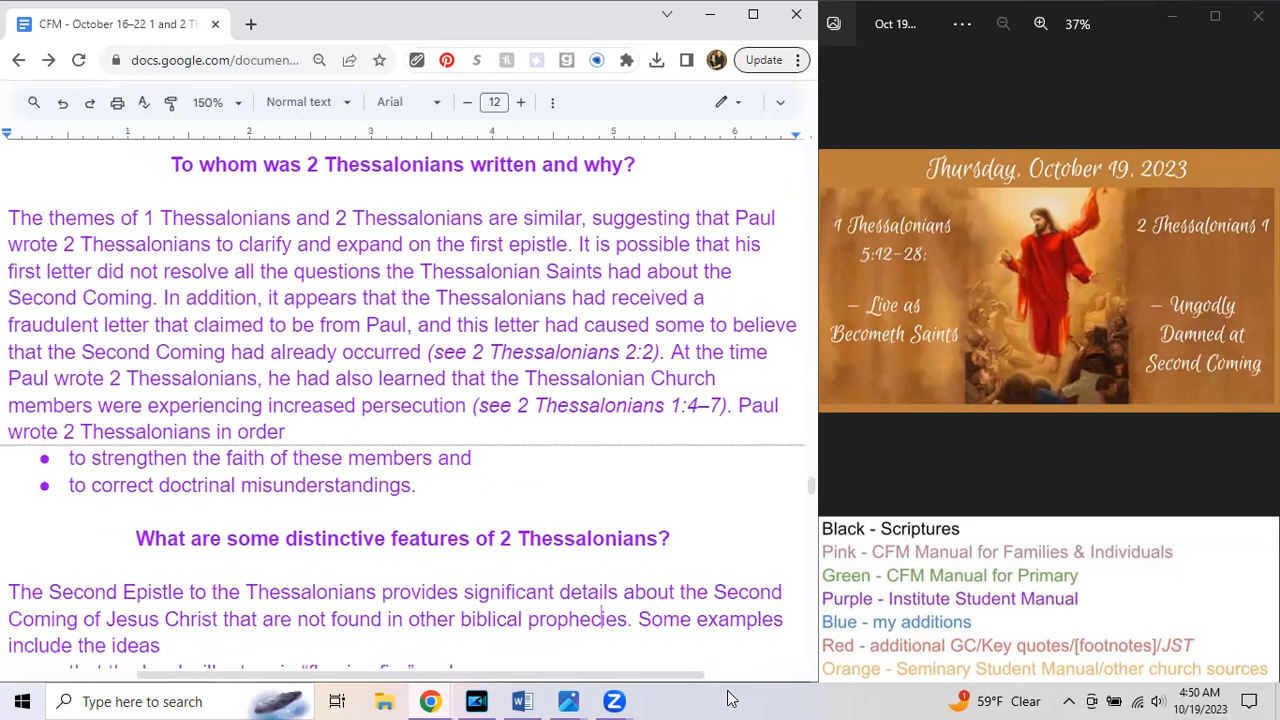 CFM - October 16–22 1 and 2 Th
docs.google.com/documen...
Update
150%
Normal text
Arial
12
1 2 3 4 5 6
To whom was 2 Thessalonians written and why?
The themes of 1 Thessalonians and 2 Thessalonians are similar, suggesting that Paul
wrote 2 Thessalonians to clarify and expand on the first epistle. It is possible that his
first letter did not resolve all the questions the Thessalonian Saints had about the
Second Coming. In addition, it appears that the Thessalonians had received a
fraudulent letter that claimed to be from Paul, and this letter had caused some to believe
that the Second Coming had already occurred (see 2 Thessalonians 2:2). At the time
Paul wrote 2 Thessalonians, he had also learned that the Thessalonian Church
members were experiencing increased persecution (see 2 Thessalonians 1:4–7). Paul
wrote 2 Thessalonians in order
● to strengthen the faith of these members and
● to correct doctrinal misunderstandings.
What are some distinctive features of 2 Thessalonians?
The Second Epistle to the Thessalonians provides significant details about the Second
Coming of Jesus Christ that are not found in other biblical prophecies. Some examples
include the ideas
Oct 19...
37%
Thursday, October 19, 2023
1 Thessalonians
5:12–28;
– Live as
Becometh Saints
2 Thessalonians 1
– Ungodly
Damned at
Second Coming
Black - Scriptures
Pink - CFM Manual for Families & Individuals
Green - CFM Manual for Primary
Purple - Institute Student Manual
Blue - my additions
Red - additional GC/Key quotes/[footnotes]/JST
Orange - Seminary Student Manual/other church sources
Type here to search
59°F Clear
4:50 AM
10/19/2023